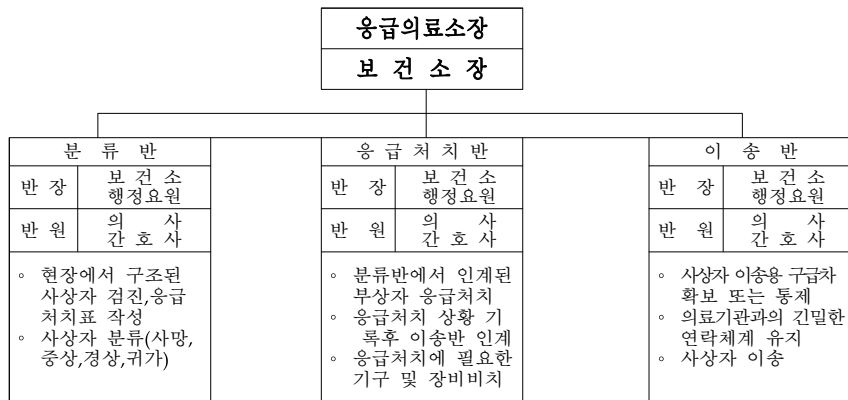 응급의료소장
보 건 소 장
분 류 반
반 장
보 건 소
행정요원
반 원
의 사
간 호 사
◦ 현장에서 구조된
사상자 검진,응급
처치표 작성
◦ 사상자 분류(사망,
중상,경상,귀가)
응 급 처 치 반
반 장
보 건 소
행정요원
반 원
의 사
간 호 사
◦ 분류반에서 인계된
부상자 응급처치
◦ 응급처치 상황 기
록후 이송반 인계
◦ 응급처치에 필요한
기구 및 장비비치
이 송 반
반 장
보 건 소
행정요원
반 원
의 사
간 호 사
◦ 사상자 이송용 구급차
확보 또는 통제
◦ 의료기관과의 긴밀한
연락체계 유지
◦ 사상자 이송